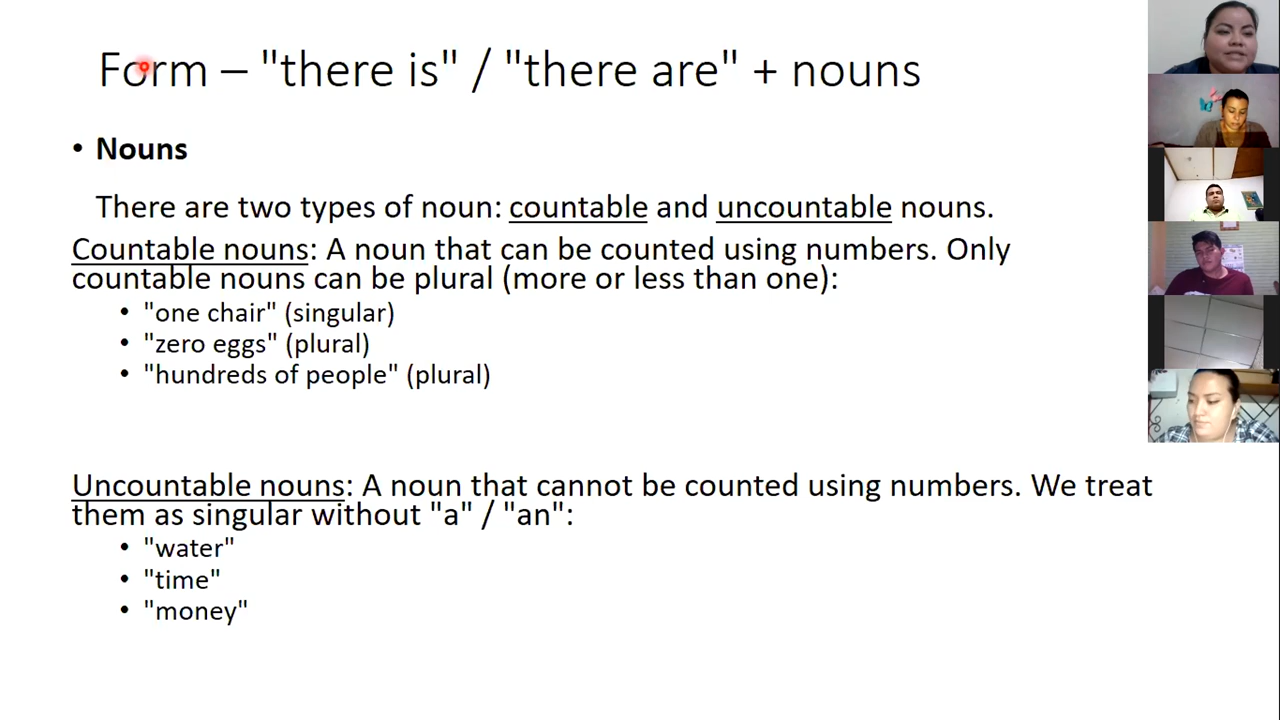 Form – "there is" / "there are" + nouns
• Nouns
There are two types of noun: countable and uncountable nouns.
Countable nouns: A noun that can be counted using numbers. Only
countable nouns can be plural (more or less than one):
• "one chair" (singular)
• "zero eggs" (plural)
• "hundreds of people" (plural)
Uncountable nouns: A noun that cannot be counted using numbers. We treat
them as singular without "a" / "an":
• "water"
• "time"
• "money"